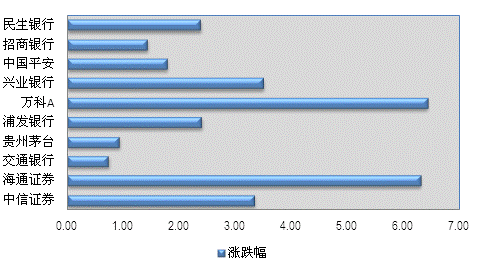 民生银行
招商银行
中国平安
兴业银行
万科A
浦发银行
贵州茅台
交通银行
海通证券
中信证券
0.00 1.00 2.00 3.00 4.00 5.00 6.00 7.00
涨跌幅